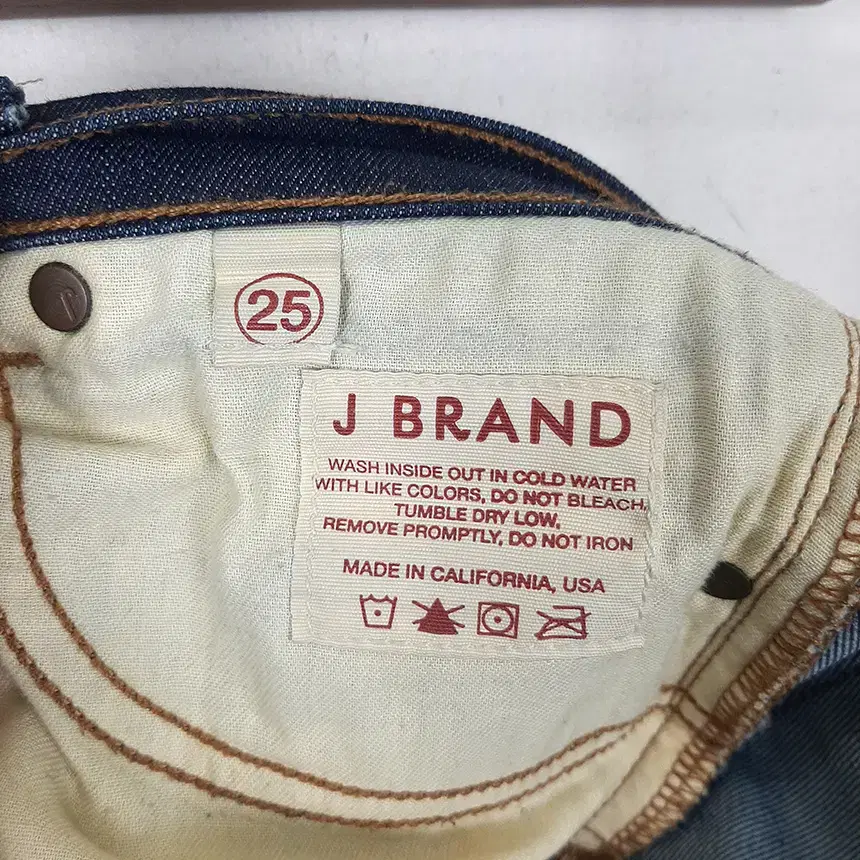 25
J BRAND
WASH INSIDE OUT IN COLD WATER
WITH LIKE COLORS, DO NOT BLEACH,
TUMBLE DRY LOW,
REMOVE PROMPTLY, DO NOT IRON
MADE IN CALIFORNIA, USA